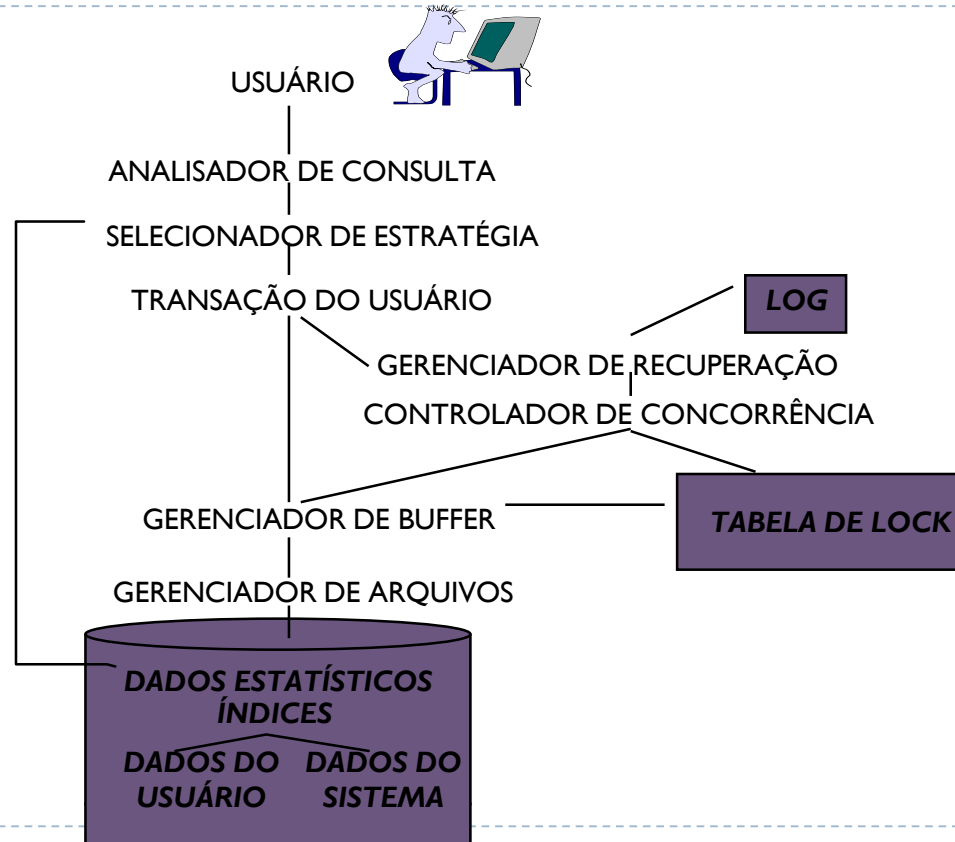 USUÁRIO
ANALISADOR DE CONSULTA
SELECIONADOR DE ESTRATÉGIA
TRANSAÇÃO DO USUÁRIO
LOG
GERENCIADOR DE RECUPERAÇÃO
CONTROLADOR DE CONCORRÊNCIA
GERENCIADOR DE BUFFER
TABELA DE LOCK
GERENCIADOR DE ARQUIVOS
DADOS ESTATÍSTICOS
ÍNDICES
DADOS DO
USUÁRIO
DADOS DO
SISTEMA